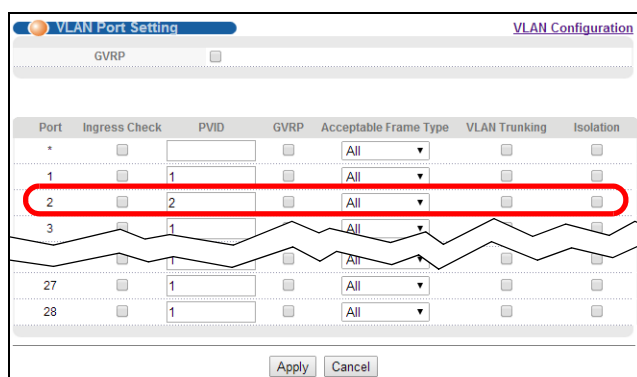 VLAN Port Setting VLAN Configuration
GVRP
Port Ingress Check PVID GVRP Acceptable Frame Type VLAN Trunking Isolation
* All
1 1 All
2 2 All
3 1 All
1 All
27 1 All
28 1 All
Apply Cancel